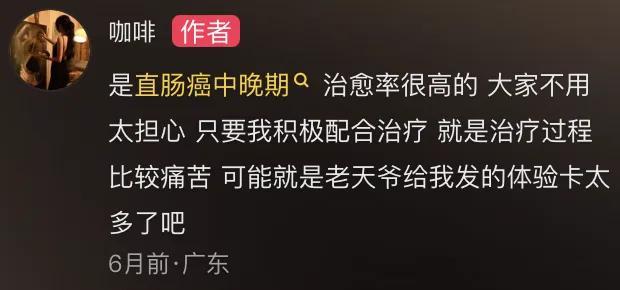 咖啡 作者
是直肠癌中晚期 治愈率很高的 大家不用
太担心 只要我积极配合治疗 就是治疗过程
比较痛苦 可能就是老天爷给我发的体验卡太
多了吧
6月前·广东